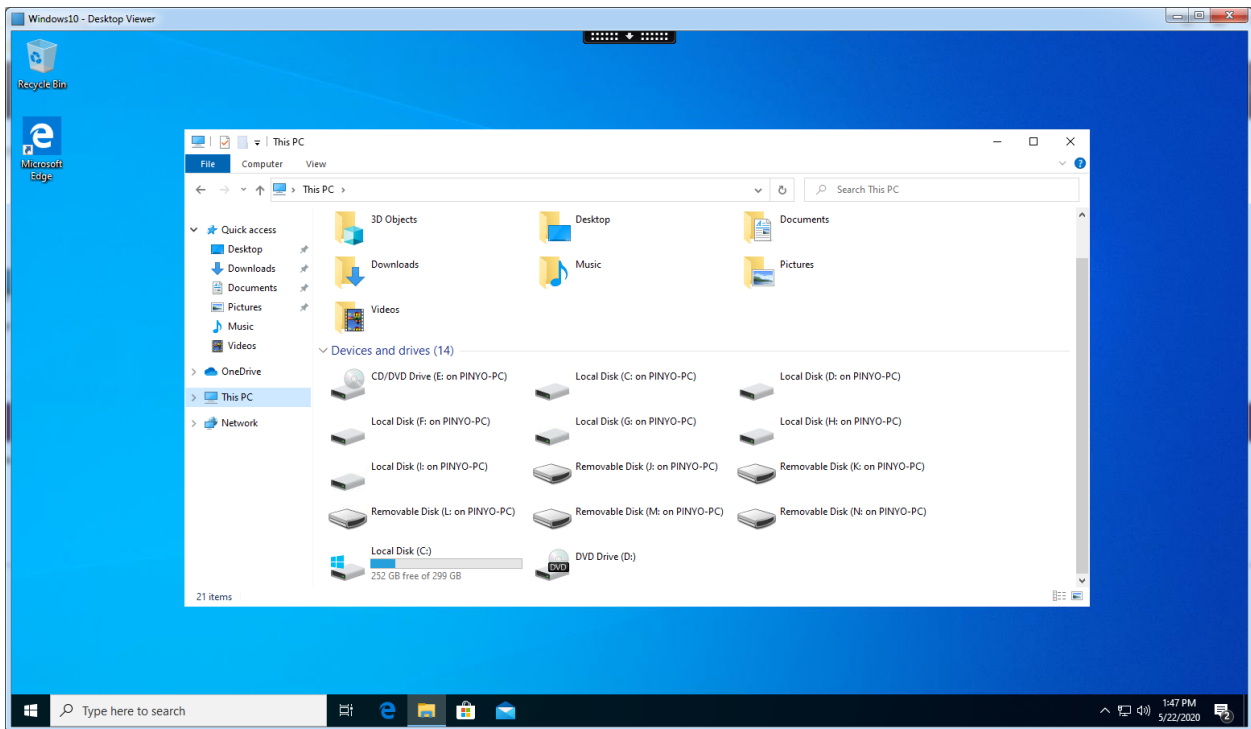 Windows10 - Desktop Viewer
Recycle Bin
Microsoft
Edge
This PC
File Computer View
This PC
Search This PC
Quick access
Desktop
Downloads
Documents
Pictures
Music
Videos
OneDrive
This PC
Network
3D Objects Desktop Documents
Downloads Music Pictures
Videos
Devices and drives (14)
CD/DVD Drive (E: on PINYO-PC) Local Disk (C: on PINYO-PC) Local Disk (D: on PINYO-PC)
Local Disk (F: on PINYO-PC) Local Disk (G: on PINYO-PC) Local Disk (H: on PINYO-PC)
Local Disk (I: on PINYO-PC) Removable Disk (J: on PINYO-PC) Removable Disk (K: on PINYO-PC)
Removable Disk (L: on PINYO-PC) Removable Disk (M: on PINYO-PC) Removable Disk (N: on PINYO-PC)
Local Disk (C:) DVD Drive (D:)
DVD
252 GB free of 299 GB
21 items
Type here to search
1:47 PM
5/22/2020
2